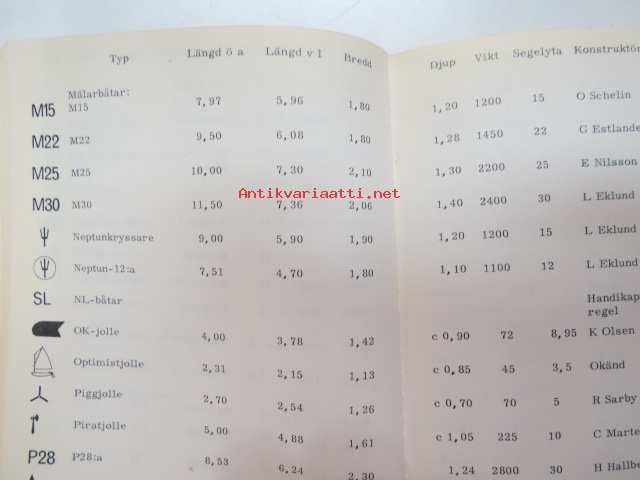 Typ Längd ö a Längd v l Bredd Djup Vikt Segelyta Konstruktör
Mälarbåtar:
M15 M15 7,97 5,96 1,80 1,20 1200 15 O Schelin
M22 M22 9,50 6,08 1,80 1,28 1450 22 G Estlande
M25 M25 10,00 7,30 2,10 1,30 2200 25 E Nilsson
Antikvariaatti.net
M30 M30 11,50 7,36 2,06 1,40 2400 30 L Eklund
Neptunkryssare 9,00 5,90 1,90 1,20 1200 15 L Eklund
Neptun-12:a 7,51 4,70 1,80 1,10 1100 12 L Eklund
SL NL-båtar Handikap
regel
OK-jolle 4,00 3,78 1,42 c 0,90 72 8,95 K Olsen
Optimistjolle 2,31 2,15 1,13 c 0,85 45 3,5 Okänd
Piggjolle 2,70 2,54 1,26 c 0,70 70 5 R Sarby
Piratjolle 5,00 4,88 1,61 c 1,05 225 10 C Marte
P28 P28:a 8,53 6,24 2,30 1,24 2800 30 H Hallbe